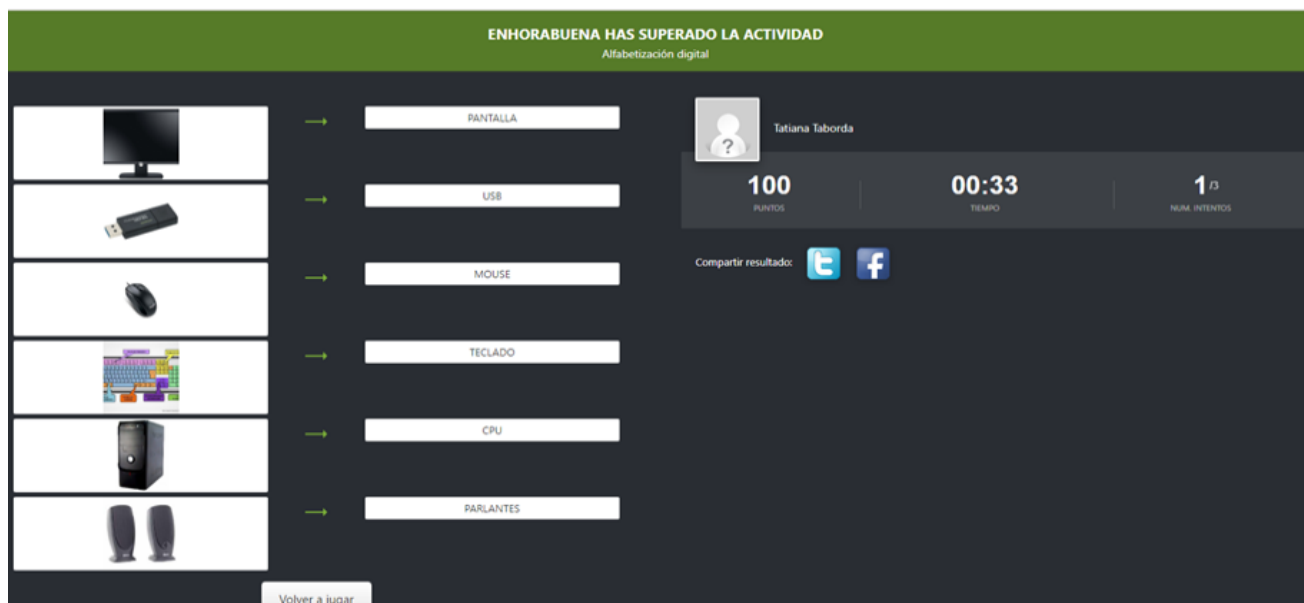 ENHORABUENA HAS SUPERADO LA ACTIVIDAD
Alfabetización digital
PANTALLA
USB
MOUSE
TECLADO
CPU
PARLANTES
Tatiana Taborda
100
PUNTOS
00:33
TIEMPO
1/3
NUM. INTENTOS
Compartir resultado:
Volver a jugar